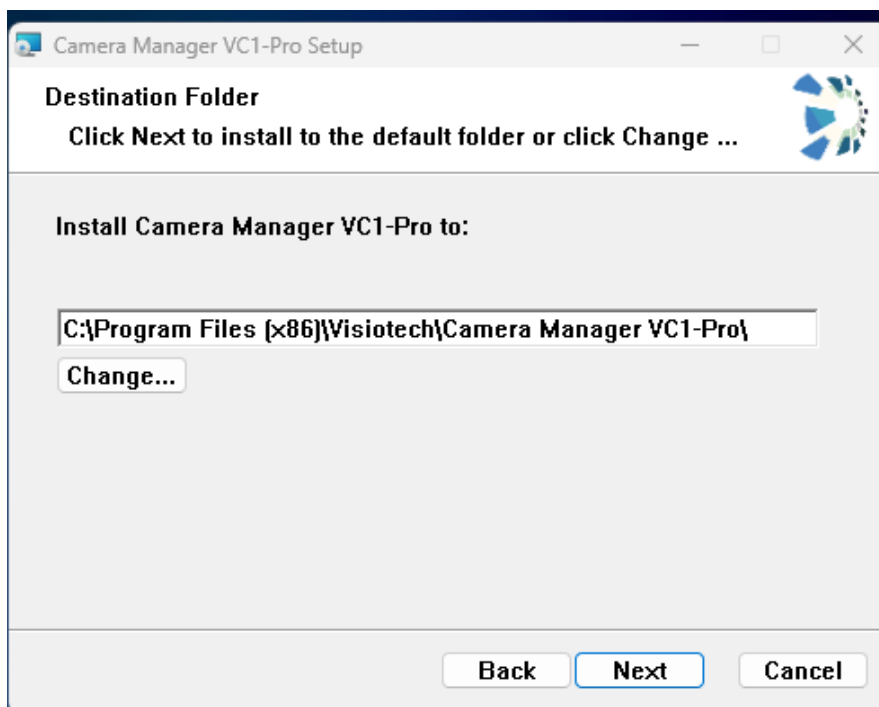 Camera Manager VC1-Pro Setup
Destination Folder
Click Next to install to the default folder or click Change ...
Install Camera Manager VC1-Pro to:
C:\Program Files (x86)\Visiotech\Camera Manager VC1-Pro\
Change...
Back
Next
Cancel